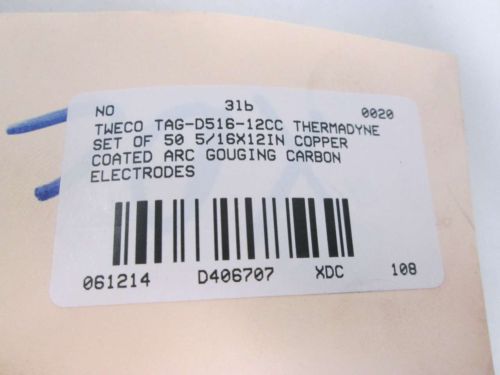 NO 3lb 0020
TWECO TAG-D516-12CC THERMADYNE
SET OF 50 5/16X12IN COPPER
COATED ARC GOUGING CARBON
ELECTRODES
061214 D406707 XDC 108